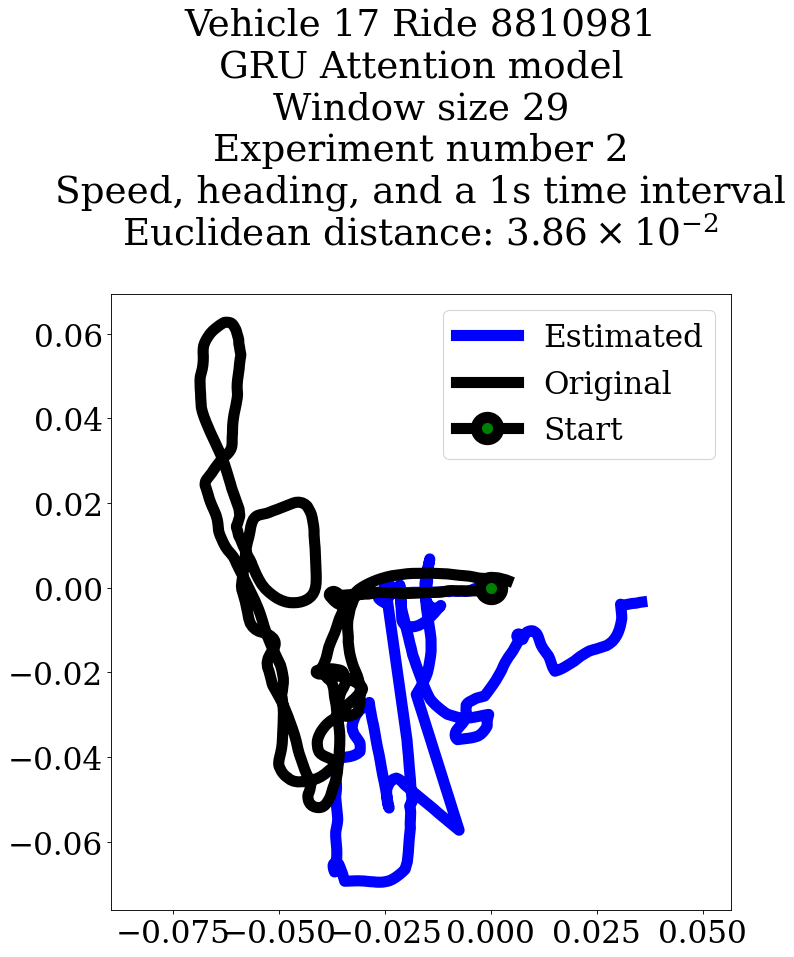 Vehicle 17 Ride 8810981
GRU Attention model
Window size 29
Experiment number 2
Speed, heading, and a 1s time interval
Euclidean distance: 3.86 × 10⁻²
Estimated
Original
Start
0.06
0.04
0.02
0.00
−0.02
−0.04
−0.06
−0.075 −0.050 −0.025 0.000 0.025 0.050